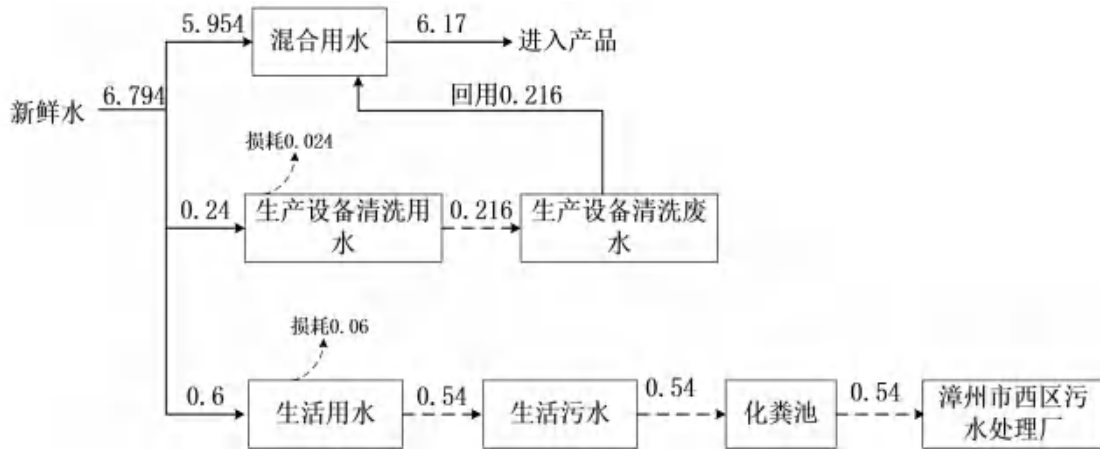 5.954
混合用水
6.17
进入产品
新鲜水
6.794
回用0.216
损耗0.024
0.24
生产设备清洗用
水
0.216
生产设备清洗废
水
损耗0.06
0.6
生活用水
0.54
生活污水
0.54
化粪池
0.54
漳州市西区污
水处理厂